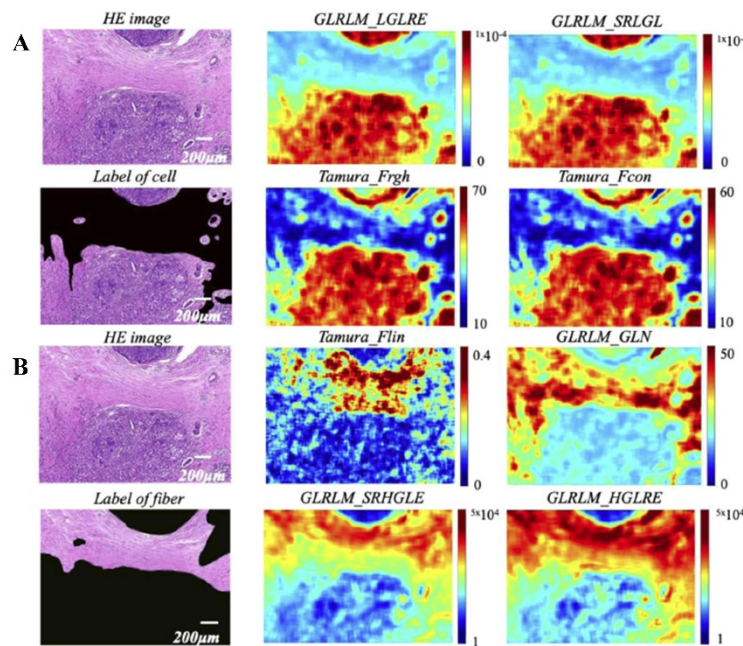 HE image GLRLM_LGLRE GLRLM_SRLGL
A
1x10-4
1x10-
200μm
0
0
Label of cell Tamura_Frgh Tamura_Fcon
70
60
200μm
10
10
HE image Tamura_Flin GLRLM_GLN
B
0.4
50
200μm
0
0
Label of fiber GLRLM_SRHGLE GLRLM_HGLRE
5x10⁴
5x10⁴
200μm
1
1